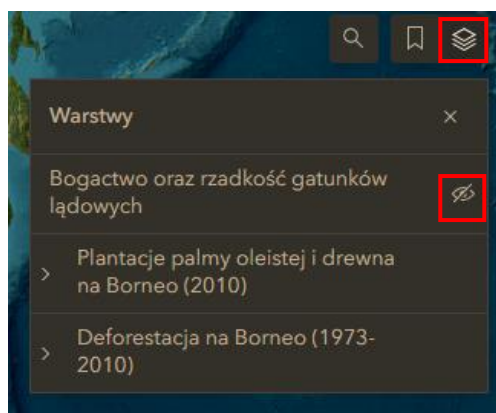 Warstwy
Bogactwo oraz rzadkość gatunków
lądowych
Plantacje palmy oleistej i drewna
na Borneo (2010)
Deforestacja na Borneo (1973-
2010)